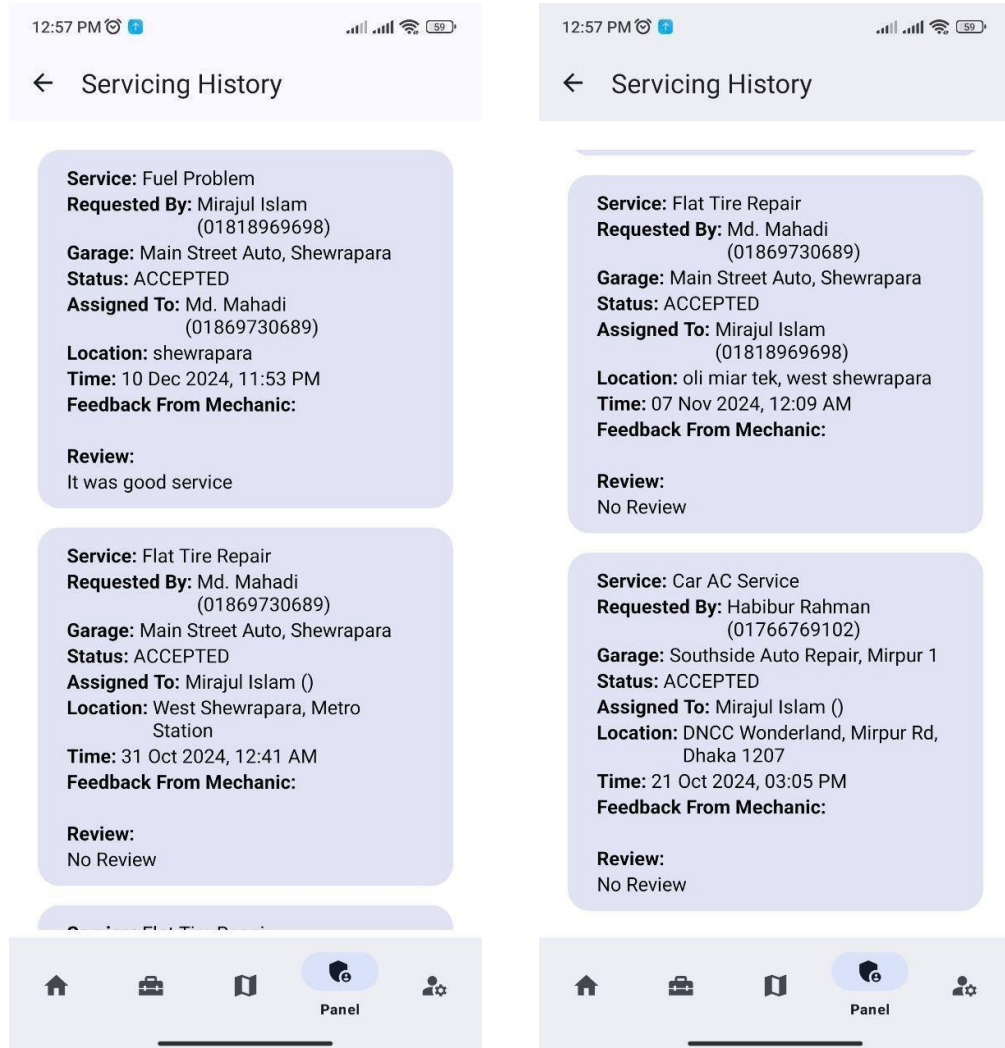 12:57 PM
59
Servicing History
Service: Fuel Problem
Requested By: Mirajul Islam
(01818969698)
Garage: Main Street Auto, Shewrapara
Status: ACCEPTED
Assigned To: Md. Mahadi
(01869730689)
Location: shewrapara
Time: 10 Dec 2024, 11:53 PM
Feedback From Mechanic:
Review:
It was good service
Service: Flat Tire Repair
Requested By: Md. Mahadi
(01869730689)
Garage: Main Street Auto, Shewrapara
Status: ACCEPTED
Assigned To: Mirajul Islam ()
Location: West Shewrapara, Metro
Station
Time: 31 Oct 2024, 12:41 AM
Feedback From Mechanic:
Review:
No Review
Service: Flat Tire Repair
Panel
12:57 PM
59
Servicing History
Service: Flat Tire Repair
Requested By: Md. Mahadi
(01869730689)
Garage: Main Street Auto, Shewrapara
Status: ACCEPTED
Assigned To: Mirajul Islam
(01818969698)
Location: oli miar tek, west shewrapara
Time: 07 Nov 2024, 12:09 AM
Feedback From Mechanic:
Review:
No Review
Service: Car AC Service
Requested By: Habibur Rahman
(01766769102)
Garage: Southside Auto Repair, Mirpur 1
Status: ACCEPTED
Assigned To: Mirajul Islam ()
Location: DNCC Wonderland, Mirpur Rd,
Dhaka 1207
Time: 21 Oct 2024, 03:05 PM
Feedback From Mechanic:
Review:
No Review
Panel